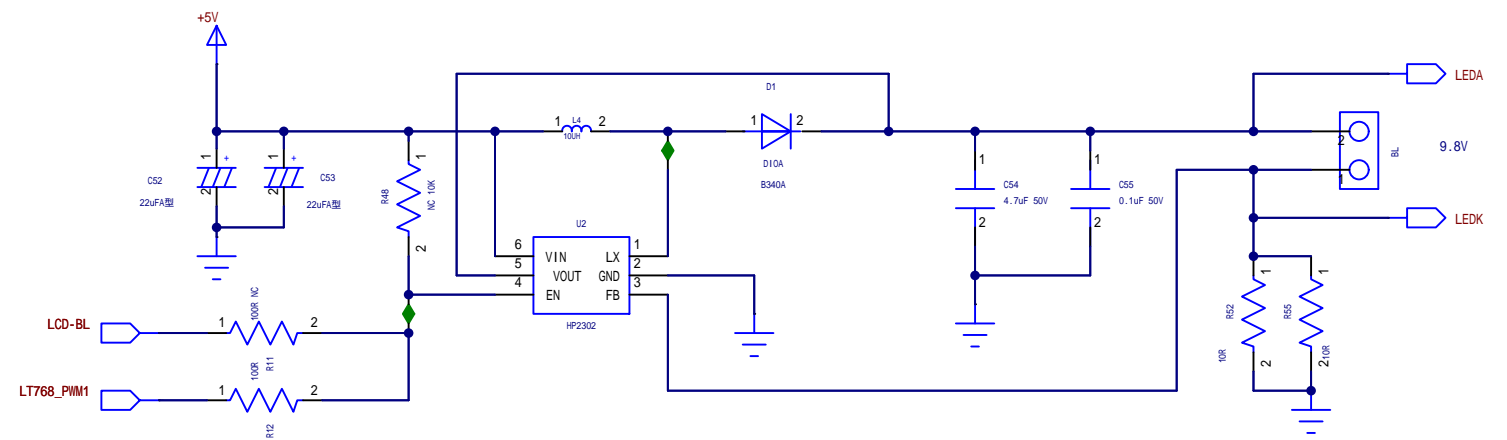 +5V
LEDA
D1
1
L4
2
10UH
1
2
DIOA
B340A
2
1
BL
9.8V
1
+
C52
2
22uFA型
1
+
C53
2
22uFA型
1
R48
NC 10K
2
1
C54
4.7uF 50V
2
1
C55
0.1uF 50V
2
LEDK
U2
6
VIN
LX
1
5
VOUT
GND
2
4
EN
FB
3
HP2302
LCD-BL
1
100R NC
2
R11
LT768_PWM1
1
100R
2
R12
1
R52
10R
2
1
R55
10R
2